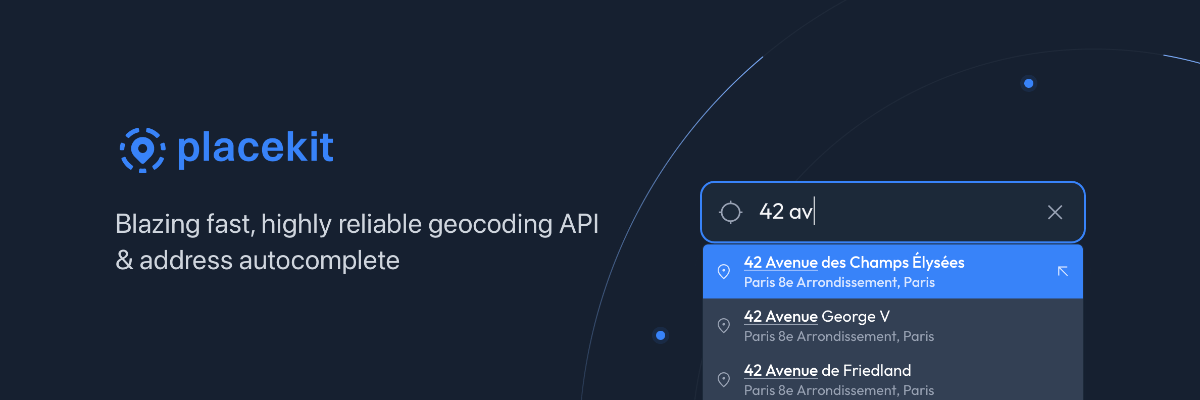 placekit
Blazing fast, highly reliable geocoding API
& address autocomplete
42 av
42 Avenue des Champs Élysées
Paris 8e Arrondissement, Paris
42 Avenue George V
Paris 8e Arrondissement, Paris
42 Avenue de Friedland
Paris 8e Arrondissement, Paris